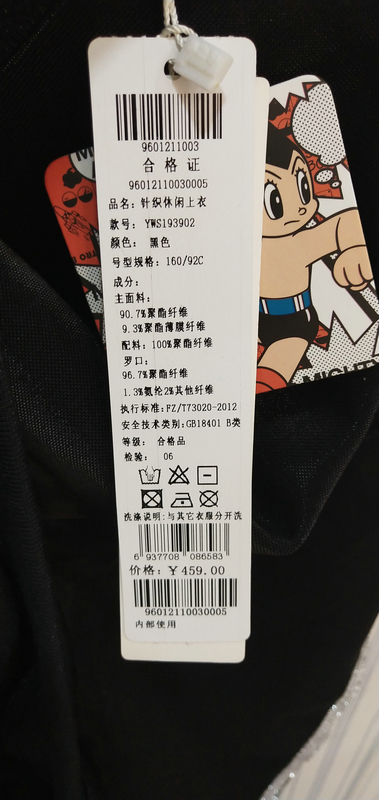 9601211003
合格证
96012110030005
品名：针织休闲上衣
款号： YWS193902
颜色： 黑色
号型规格：160/92C
成分：
主面料：
90.7%聚酯纤维
9.3%聚酯薄膜纤维
配料：100%聚酯纤维
罗口：
96.7%聚酯纤维
1.3%氨纶2%其他纤维
执行标准:FZ/T73020-2012
安全技术类别:GB18401 B类
等级： 合格品
检验： 06
洗涤说明:与其它衣服分开洗
6 937708 086583
价格：￥459.00
96012110030005
内部使用
MIGHT